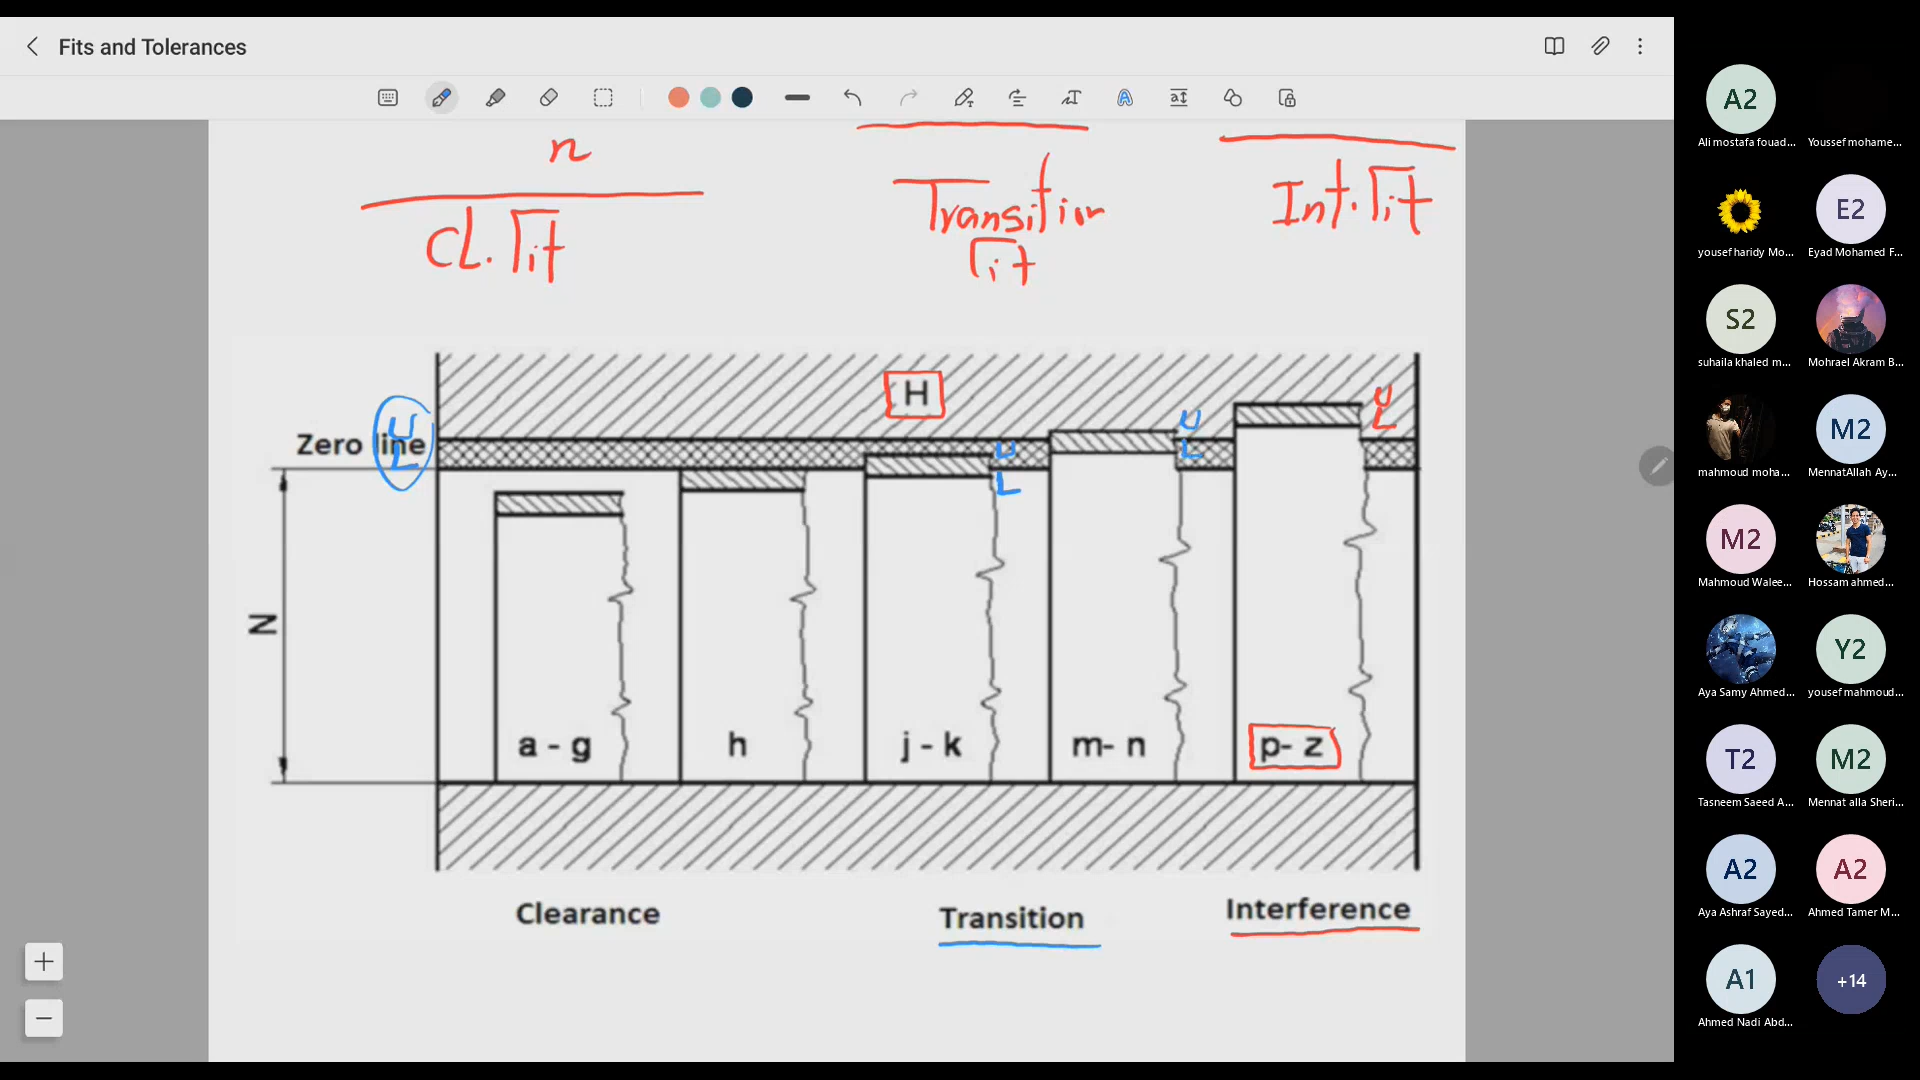 Fits and Tolerances
n
Cl. Fit
Transition
Fit
Int. Fit
H
U
L
Zero line
U
L
U
L
U
L
N
a - g
h
j - k
m- n
p- z
Clearance
Transition
Interference
A2
Ali mostafa fouad...
Youssef mohame...
yousef haridy Mo...
E2
Eyad Mohamed F...
S2
suhaila khaled m...
Mohrael Akram B...
mahmoud moha...
M2
MennatAllah Ay...
M2
Mahmoud Walee...
Hossam ahmed...
Aya Samy Ahmed...
Y2
yousef mahmoud...
T2
Tasneem Saeed A...
M2
Mennat alla Sheri...
A2
Aya Ashraf Sayed...
A2
Ahmed Tamer M...
A1
Ahmed Nadi Abd...
+14